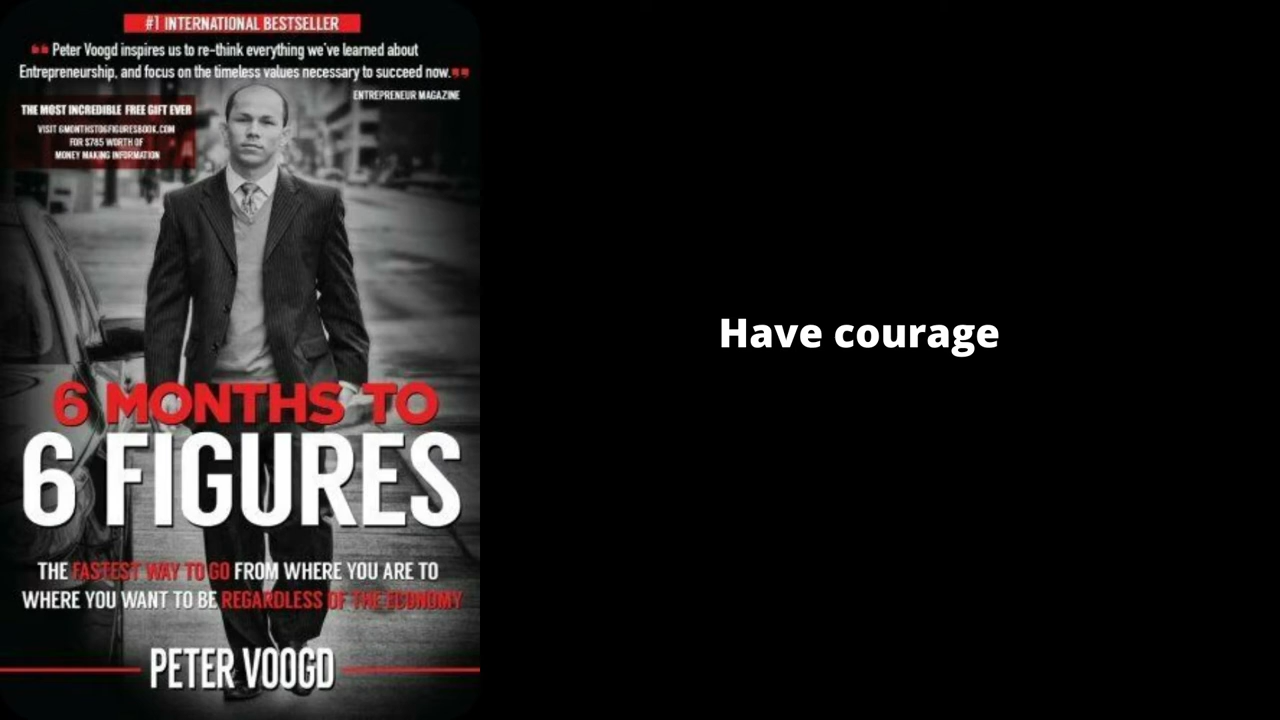 #1 INTERNATIONAL BESTSELLER
❝ Peter Voogd inspires us to re-think everything we've learned about
Entrepreneurship, and focus on the timeless values necessary to succeed now.❞
ENTREPRENEUR MAGAZINE
THE MOST INCREDIBLE FREE GIFT EVER
VISIT 6MONTHSTO6FIGURESBOOK.COM
FOR $785 WORTH OF
MONEY MAKING INFORMATION
6 MONTHS TO
6 FIGURES
THE FASTEST WAY TO GO FROM WHERE YOU ARE TO
WHERE YOU WANT TO BE REGARDLESS OF THE ECONOMY
PETER VOOGD
Have courage